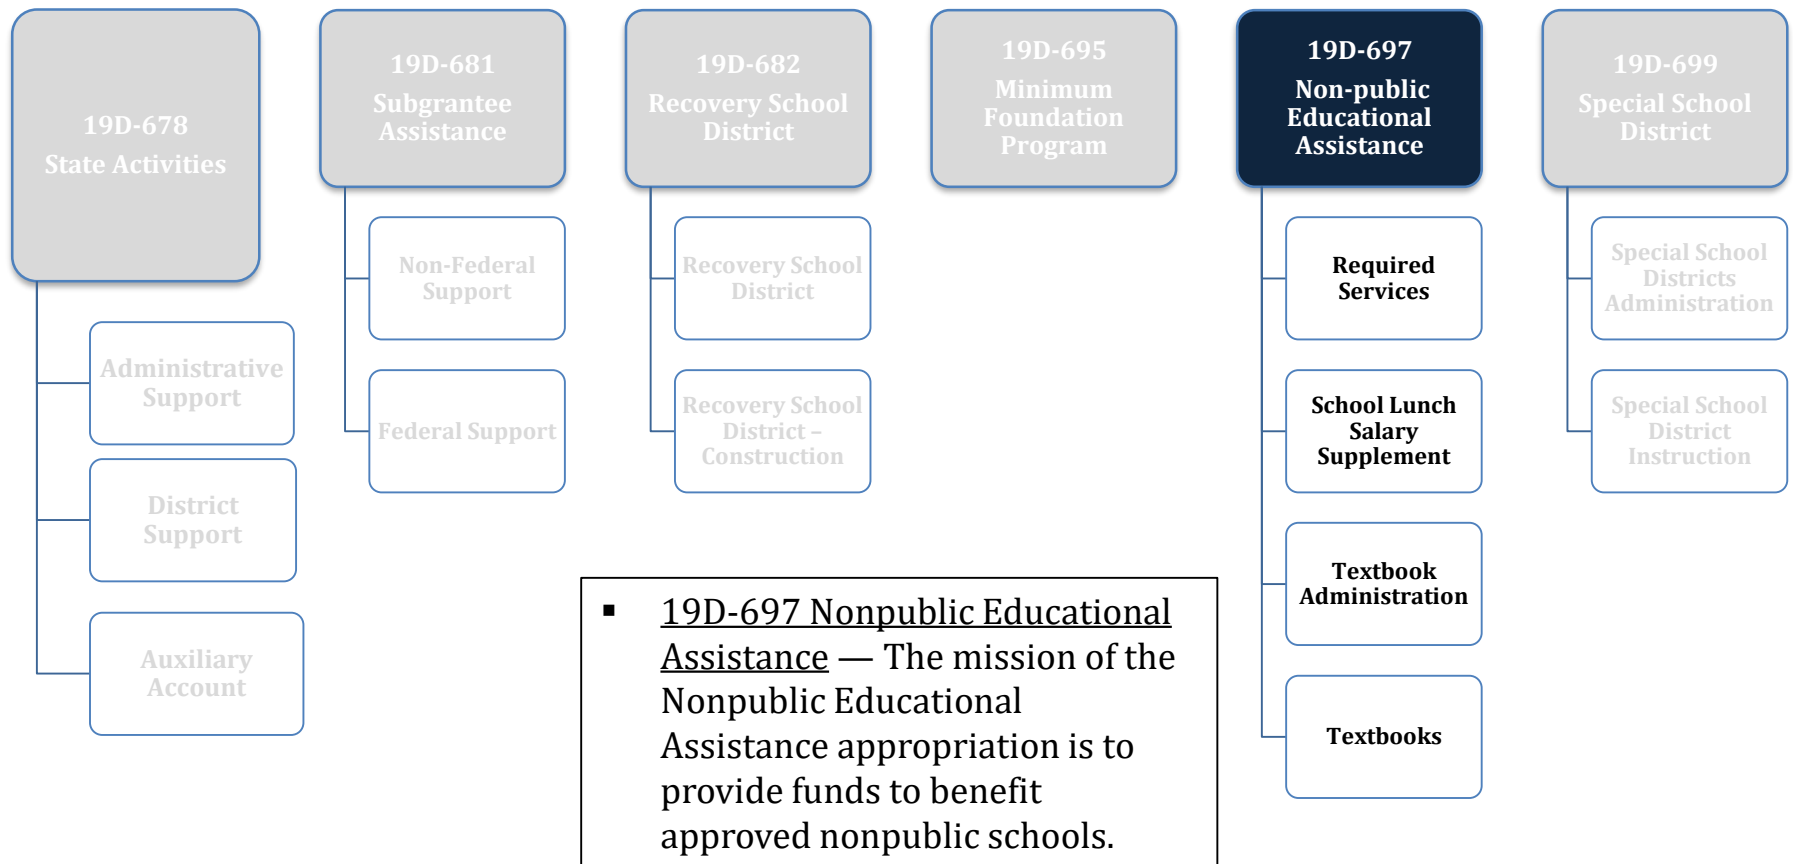 19D-678
State Activities
Administrative
Support
District
Support
Auxiliary
Account
19D-681
Subgrantee
Assistance
Non-Federal
Support
Federal Support
19D-682
Recovery School
District
Recovery School
District
Recovery School
District –
Construction
19D-695
Minimum
Foundation
Program
19D-697
Non-public
Educational
Assistance
Required
Services
School Lunch
Salary
Supplement
Textbook
Administration
Textbooks
19D-699
Special School
District
Special School
Districts
Administration
Special School
District
Instruction
▪ 19D-697 Nonpublic Educational
Assistance — The mission of the
Nonpublic Educational
Assistance appropriation is to
provide funds to benefit
approved nonpublic schools.